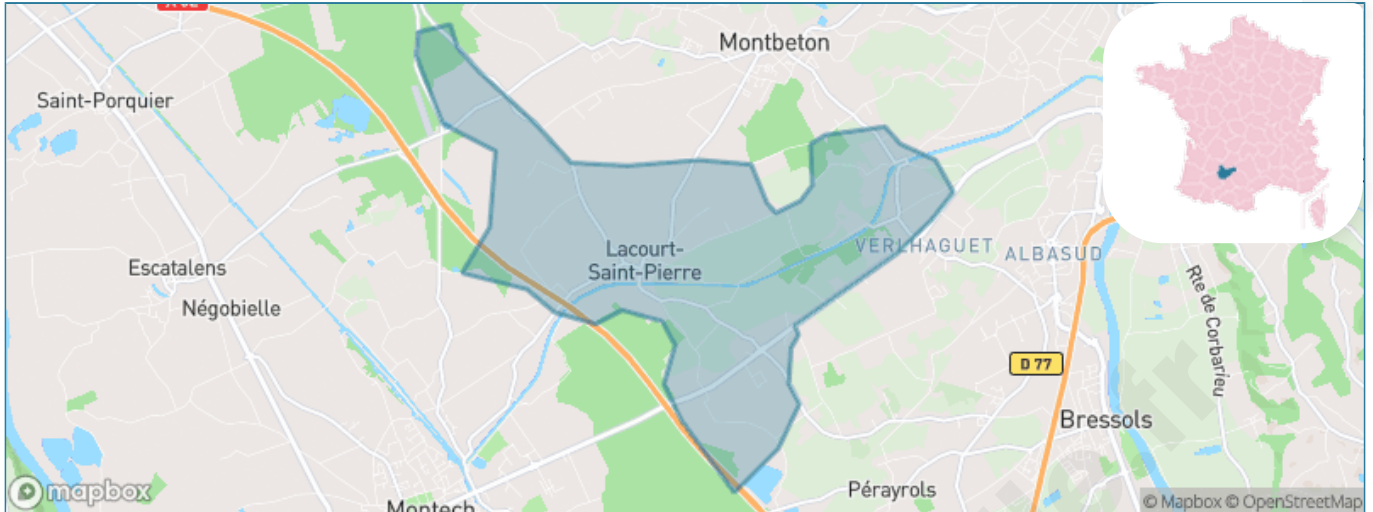 Montbeton
Saint-Porquier
Lacourt-
Saint-Pierre
VERLHAGUET
ALBASUD
Escatalens
Négobielle
Rte de Corbarieu
D 77
Bressols
Pérayrols
Montech
mapbox
© Mapbox © OpenStreetMap